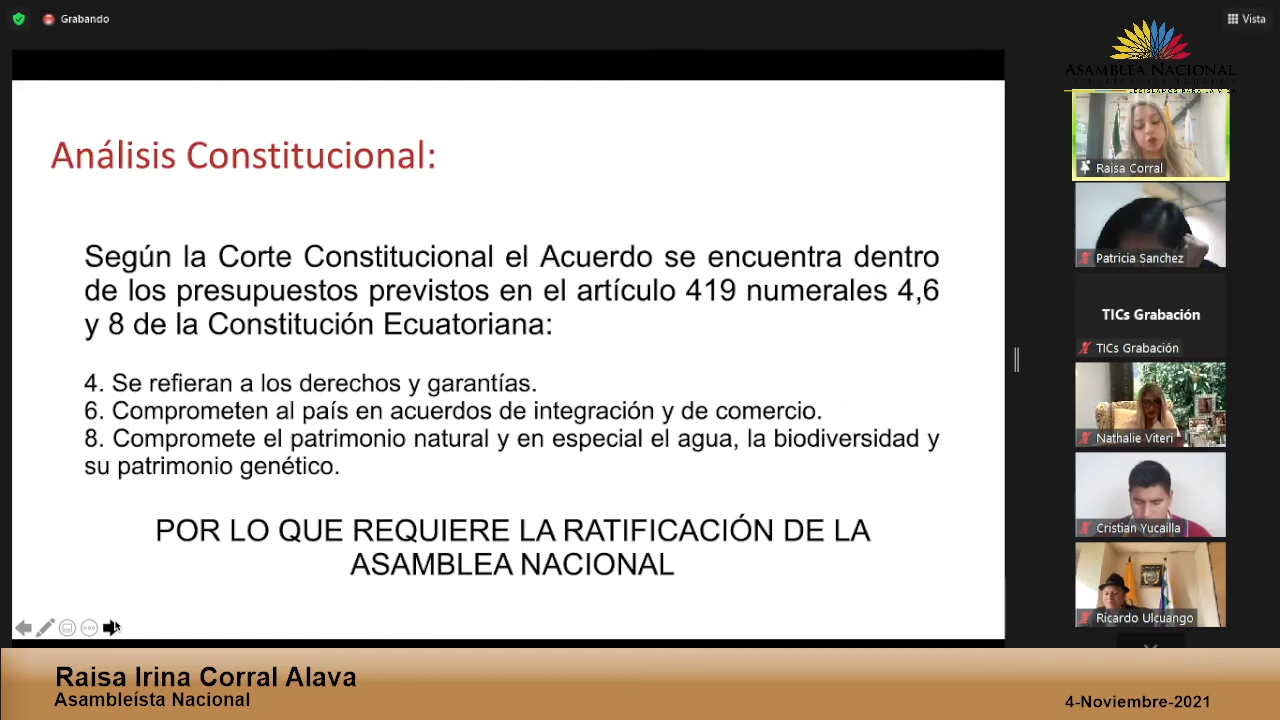 Grabando
Vista
ASAMBLEA NACIONAL
LEGISLAMOS PARA LA VIDA
Análisis Constitucional:
Según la Corte Constitucional el Acuerdo se encuentra dentro
de los presupuestos previstos en el artículo 419 numerales 4,6
y 8 de la Constitución Ecuatoriana:
4. Se refieran a los derechos y garantías.
6. Comprometen al país en acuerdos de integración y de comercio.
8. Compromete el patrimonio natural y en especial el agua, la biodiversidad y
su patrimonio genético.
POR LO QUE REQUIERE LA RATIFICACIÓN DE LA
ASAMBLEA NACIONAL
Raisa Corral
Patricia Sanchez
TICs Grabación
TICs Grabación
Nathalie Viteri
Cristian Yucailla
Ricardo Ulcuango
Raisa Irina Corral Alava
Asambleísta Nacional
4-Noviembre-2021